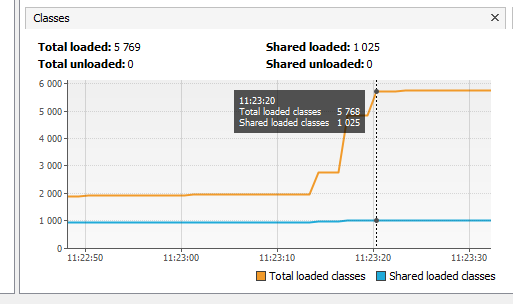 Classes
Total loaded: 5 769 Shared loaded: 1 025
Total unloaded: 0 Shared unloaded: 0
6 000
5 000
4 000
3 000
2 000
1 000
0
11:23:20
Total loaded classes 5 768
Shared loaded classes 1 025
11:22:50 11:23:00 11:23:10 11:23:20 11:23:30
Total loaded classes Shared loaded classes